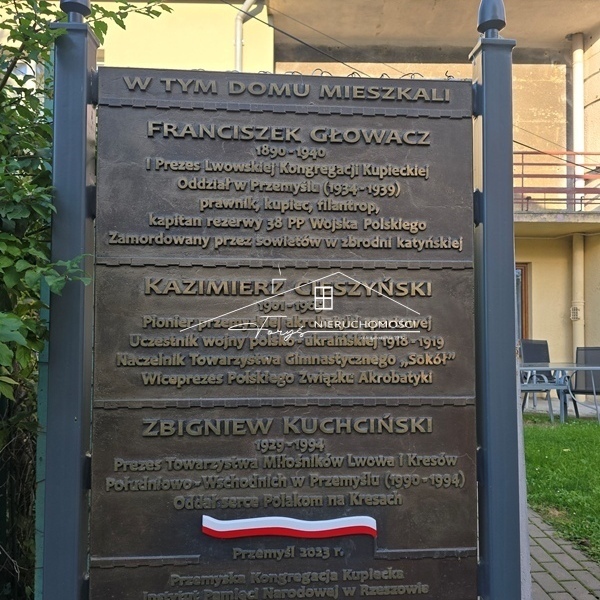 W TYM DOMU MIESZKALI
FRANCISZEK GŁOWACZ
1890-1940
I Prezes Lwowskiej Kongregacji Kupieckiej
Oddział w Przemyślu (1934-1939)
prawnik, kupiec, filantrop,
kapitan rezerwy 38 PP Wojska Polskiego
Zamordowany przez sowietów w zbrodni katyńskiej
KAZIMIERZ
Pionier
NIERUCHOMOŚCI
Uczestnik wojny polsko-ukraińskiej 1918-1919
Naczelnik Towarzystwa Gimnastycznego „Sokół"
Wiceprezes Polskiego Związku Akrobatyki
ZBIGNIEW KUCHCIŃSKI
1929-1994
Prezes Towarzystwa Miłośników Lwowa i Kresów
Południowo-Wschodnich w Przemyślu (1990-1994)
Oddał serce Polakom na Kresach
Przemyśl 2023 r.
Przemyska Kongregacja Kupiecka
Instytut Pamięci Narodowej w Rzeszowie